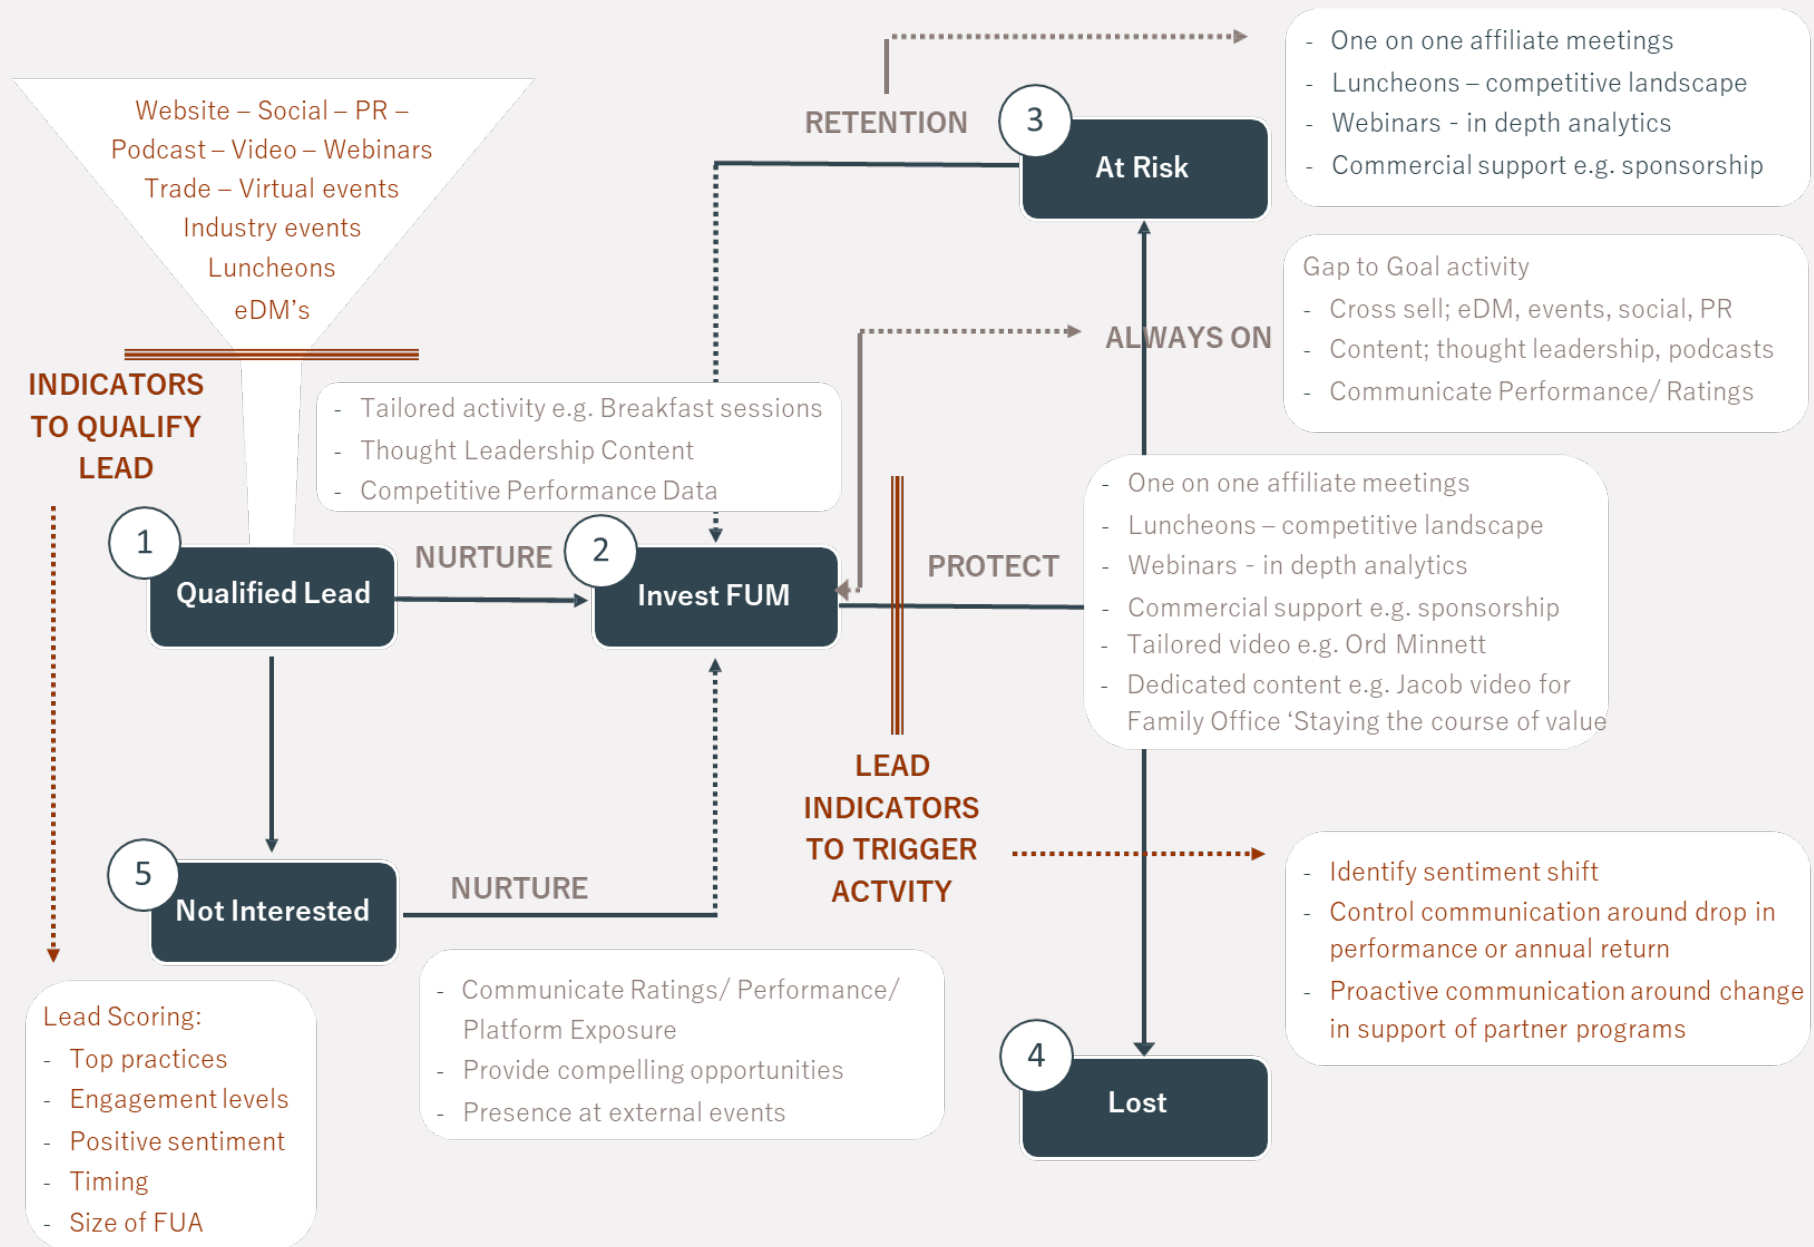 Website – Social – PR –
Podcast – Video – Webinars
Trade – Virtual events
Industry events
Luncheons
eDM’s
INDICATORS
TO QUALIFY
LEAD
RETENTION
3
At Risk
- One on one affiliate meetings
- Luncheons – competitive landscape
- Webinars - in depth analytics
- Commercial support e.g. sponsorship
ALWAYS ON
Gap to Goal activity
- Cross sell; eDM, events, social, PR
- Content; thought leadership, podcasts
- Communicate Performance/ Ratings
- Tailored activity e.g. Breakfast sessions
- Thought Leadership Content
- Competitive Performance Data
1
Qualified Lead
NURTURE
2
Invest FUM
PROTECT
- One on one affiliate meetings
- Luncheons – competitive landscape
- Webinars - in depth analytics
- Commercial support e.g. sponsorship
- Tailored video e.g. Ord Minnett
- Dedicated content e.g. Jacob video for
Family Office ‘Staying the course of value
LEAD
INDICATORS
TO TRIGGER
ACTVITY
5
Not Interested
NURTURE
- Identify sentiment shift
- Control communication around drop in
performance or annual return
- Proactive communication around change
in support of partner programs
- Communicate Ratings/ Performance/
Platform Exposure
- Provide compelling opportunities
- Presence at external events
4
Lost
Lead Scoring:
- Top practices
- Engagement levels
- Positive sentiment
- Timing
- Size of FUA